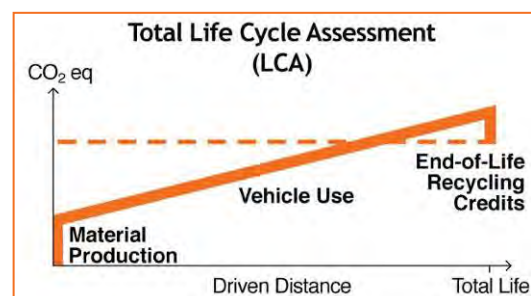 Total Life Cycle Assessment
(LCA)
CO₂ eq
End-of-Life
Recycling
Credits
Vehicle Use
Material
Production
Driven Distance
Total Life